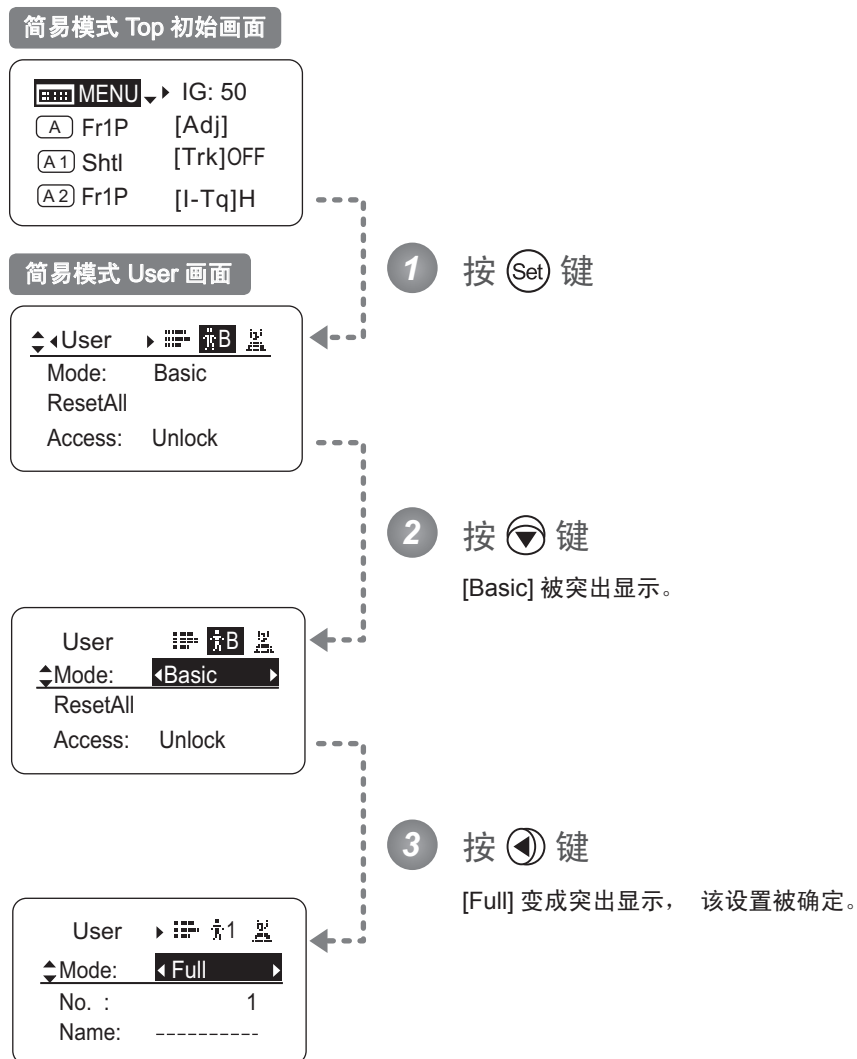 简易模式 Top 初始画面
MENU IG: 50
A Fr1P [Adj]
A1 Shtl [Trk]OFF
A2 Fr1P [I-Tq]H
1 按 Set 键
简易模式 User 画面
User B
Mode: Basic
ResetAll
Access: Unlock
2 按 键
[Basic] 被突出显示。
User B
Mode: Basic
ResetAll
Access: Unlock
3 按 键
[Full] 变成突出显示， 该设置被确定。
User 1
Mode: Full
No. : 1
Name: ----------